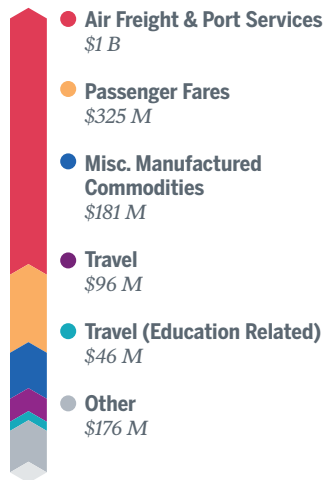 Air Freight & Port Services
$1 B
Passenger Fares
$325 M
Misc. Manufactured
Commodities
$181 M
Travel
$96 M
Travel (Education Related)
$46 M
Other
$176 M